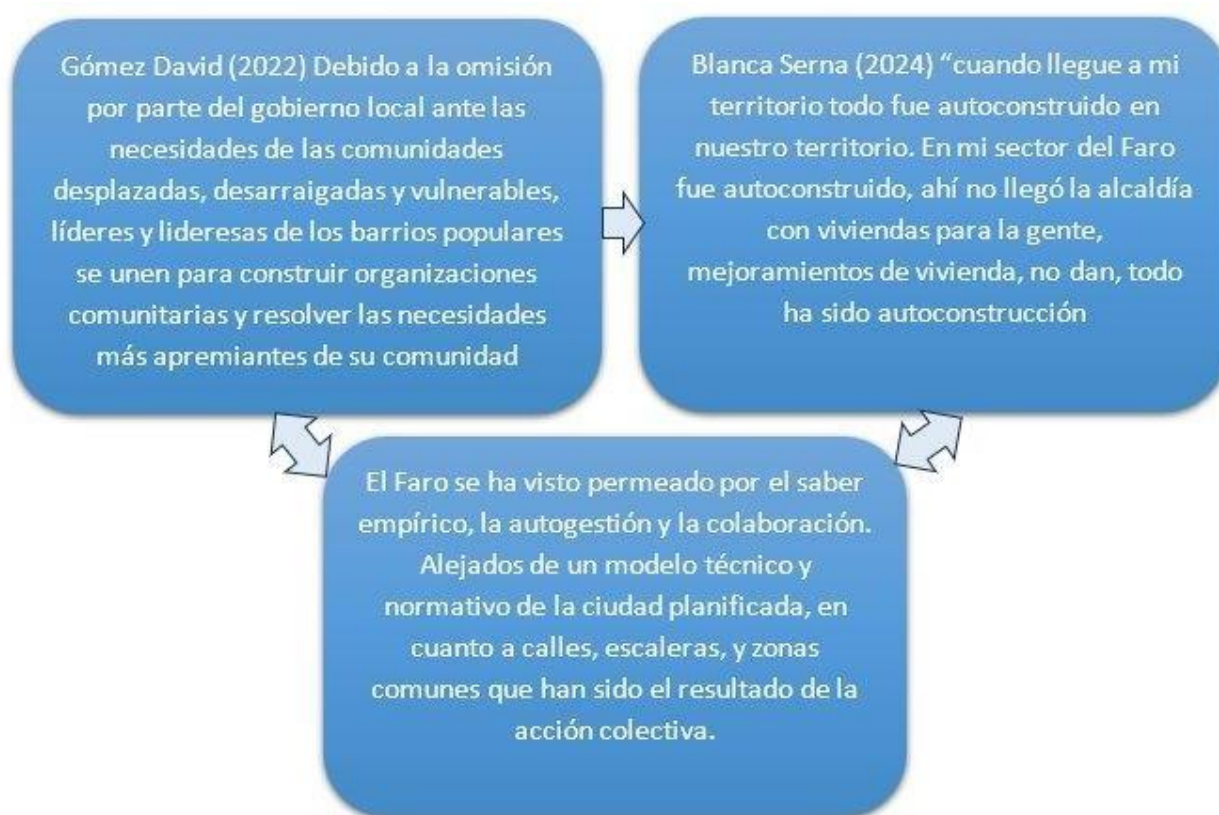 Gómez David (2022) Debido a la omisión
por parte del gobierno local ante las
necesidades de las comunidades
desplazadas, desarraigadas y vulnerables,
líderes y lideresas de los barrios populares
se unen para construir organizaciones
comunitarias y resolver las necesidades
más apremiantes de su comunidad
Blanca Serna (2024) “cuando llegue a mi
territorio todo fue autoconstruido en
nuestro territorio. En mi sector del Faro
fue autoconstruido, ahí no llegó la alcaldía
con viviendas para la gente,
mejoramientos de vivienda, no dan, todo
ha sido autoconstrucción
El Faro se ha visto permeado por el saber
empírico, la autogestión y la colaboración.
Alejados de un modelo técnico y
normativo de la ciudad planificada, en
cuanto a calles, escaleras, y zonas
comunes que han sido el resultado de la
acción colectiva.